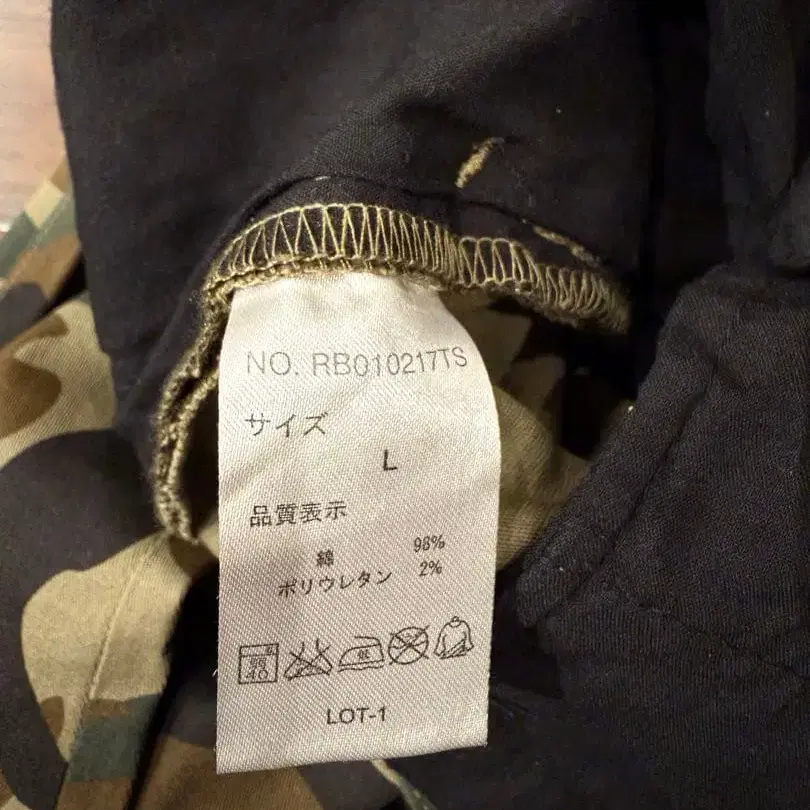 NO. RB010217TS
サイズ
L
品質表示
綿 98%
ポリウレタン 2%
LOT-1